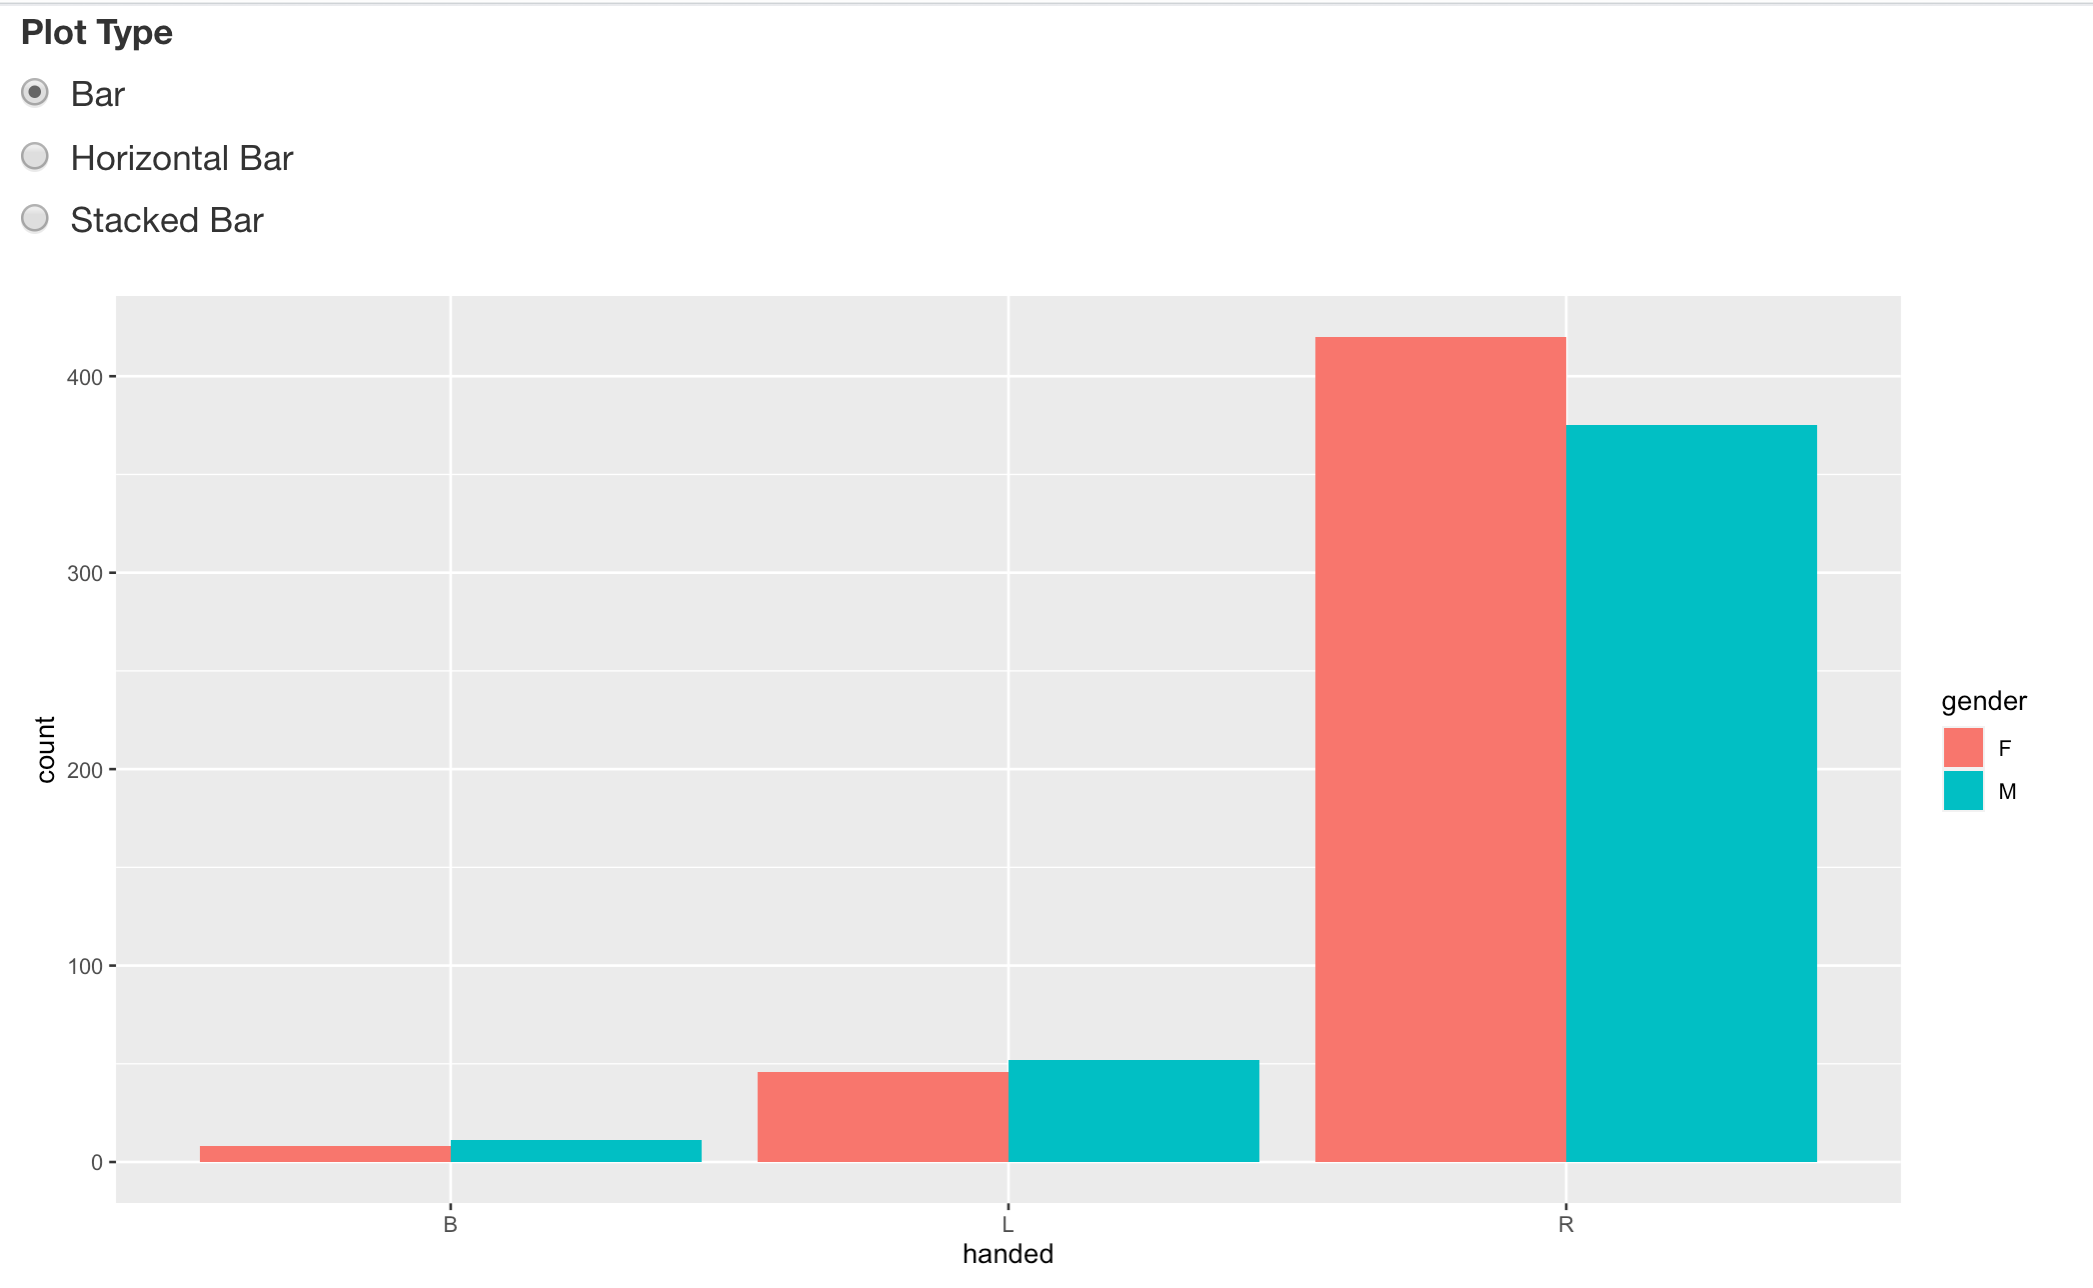 Plot Type
Bar
Horizontal Bar
Stacked Bar
400
300
200
100
0
count
B
L
R
handed
gender
F
M